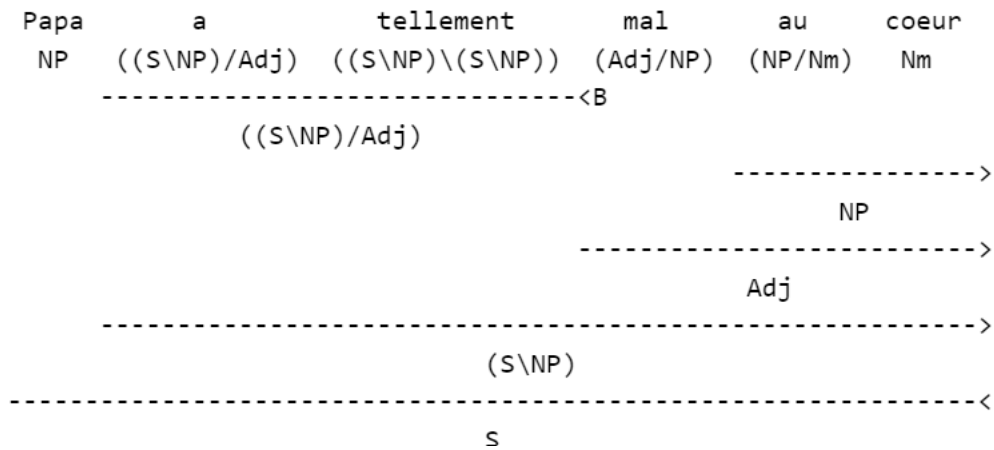 Papa a tellement mal au coeur
NP ((S\NP)/Adj) ((S\NP)\(S\NP)) (Adj/NP) (NP/Nm) Nm
-------------------------------<B
((S\NP)/Adj)
---------------->
NP
-------------------------->
Adj
--------------------------------------------------------->
(S\NP)
---------------------------------------------------------------<
S